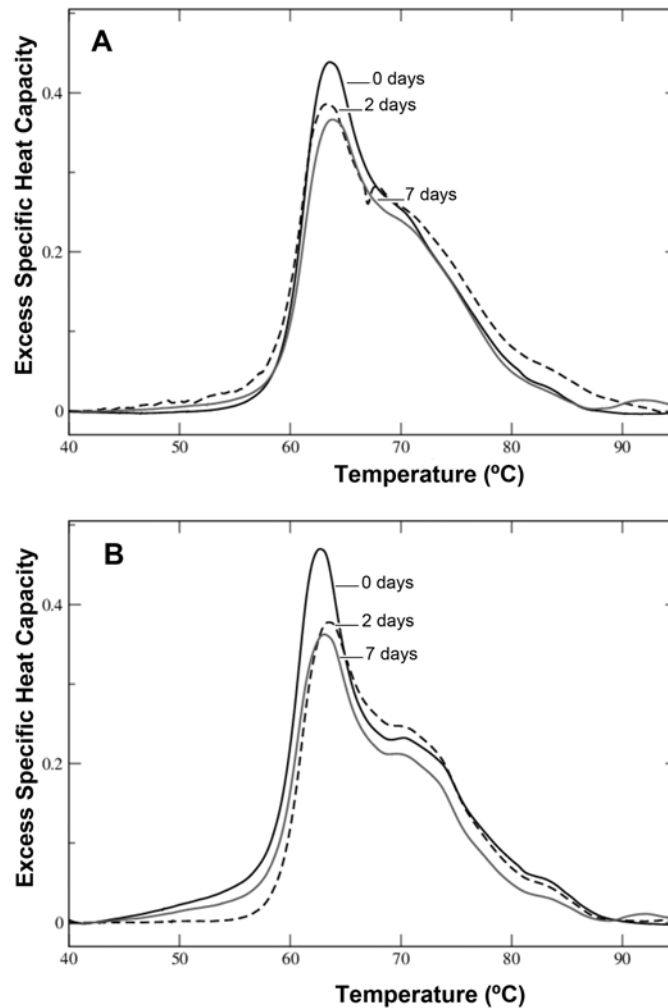 A
0 days
2 days
7 days
Excess Specific Heat Capacity
0.4
0.2
0
40 50 60 70 80 90
Temperature (ºC)
B
0 days
2 days
7 days
Excess Specific Heat Capacity
0.4
0.2
0
40 50 60 70 80 90
Temperature (ºC)